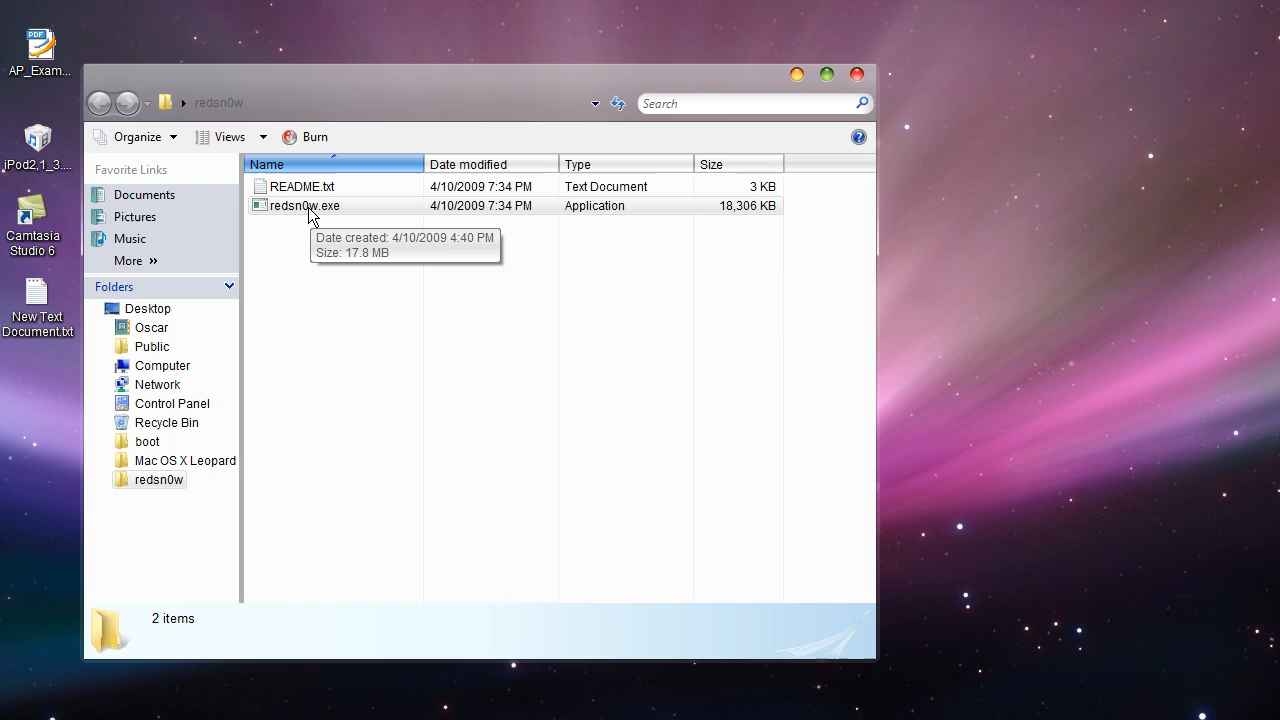 PDF
AP_Exam...
iPod2,1_3....
Camtasia
Studio 6
New Text
Document.txt
redsn0w
Search
Organize
Views
Burn
Favorite Links
Documents
Pictures
Music
More »
Folders
Desktop
Oscar
Public
Computer
Network
Control Panel
Recycle Bin
boot
Mac OS X Leopard
redsn0w
Name Date modified Type Size
README.txt 4/10/2009 7:34 PM Text Document 3 KB
redsn0w.exe 4/10/2009 7:34 PM Application 18,306 KB
Date created: 4/10/2009 4:40 PM
Size: 17.8 MB
2 items